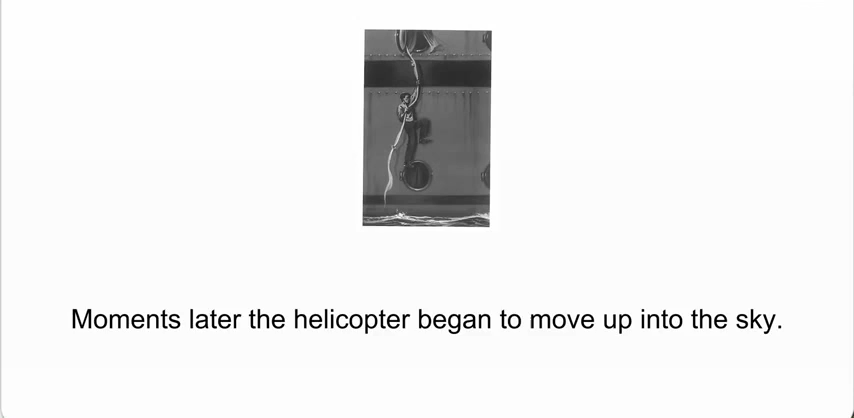 Moments later the helicopter began to move up into the sky.